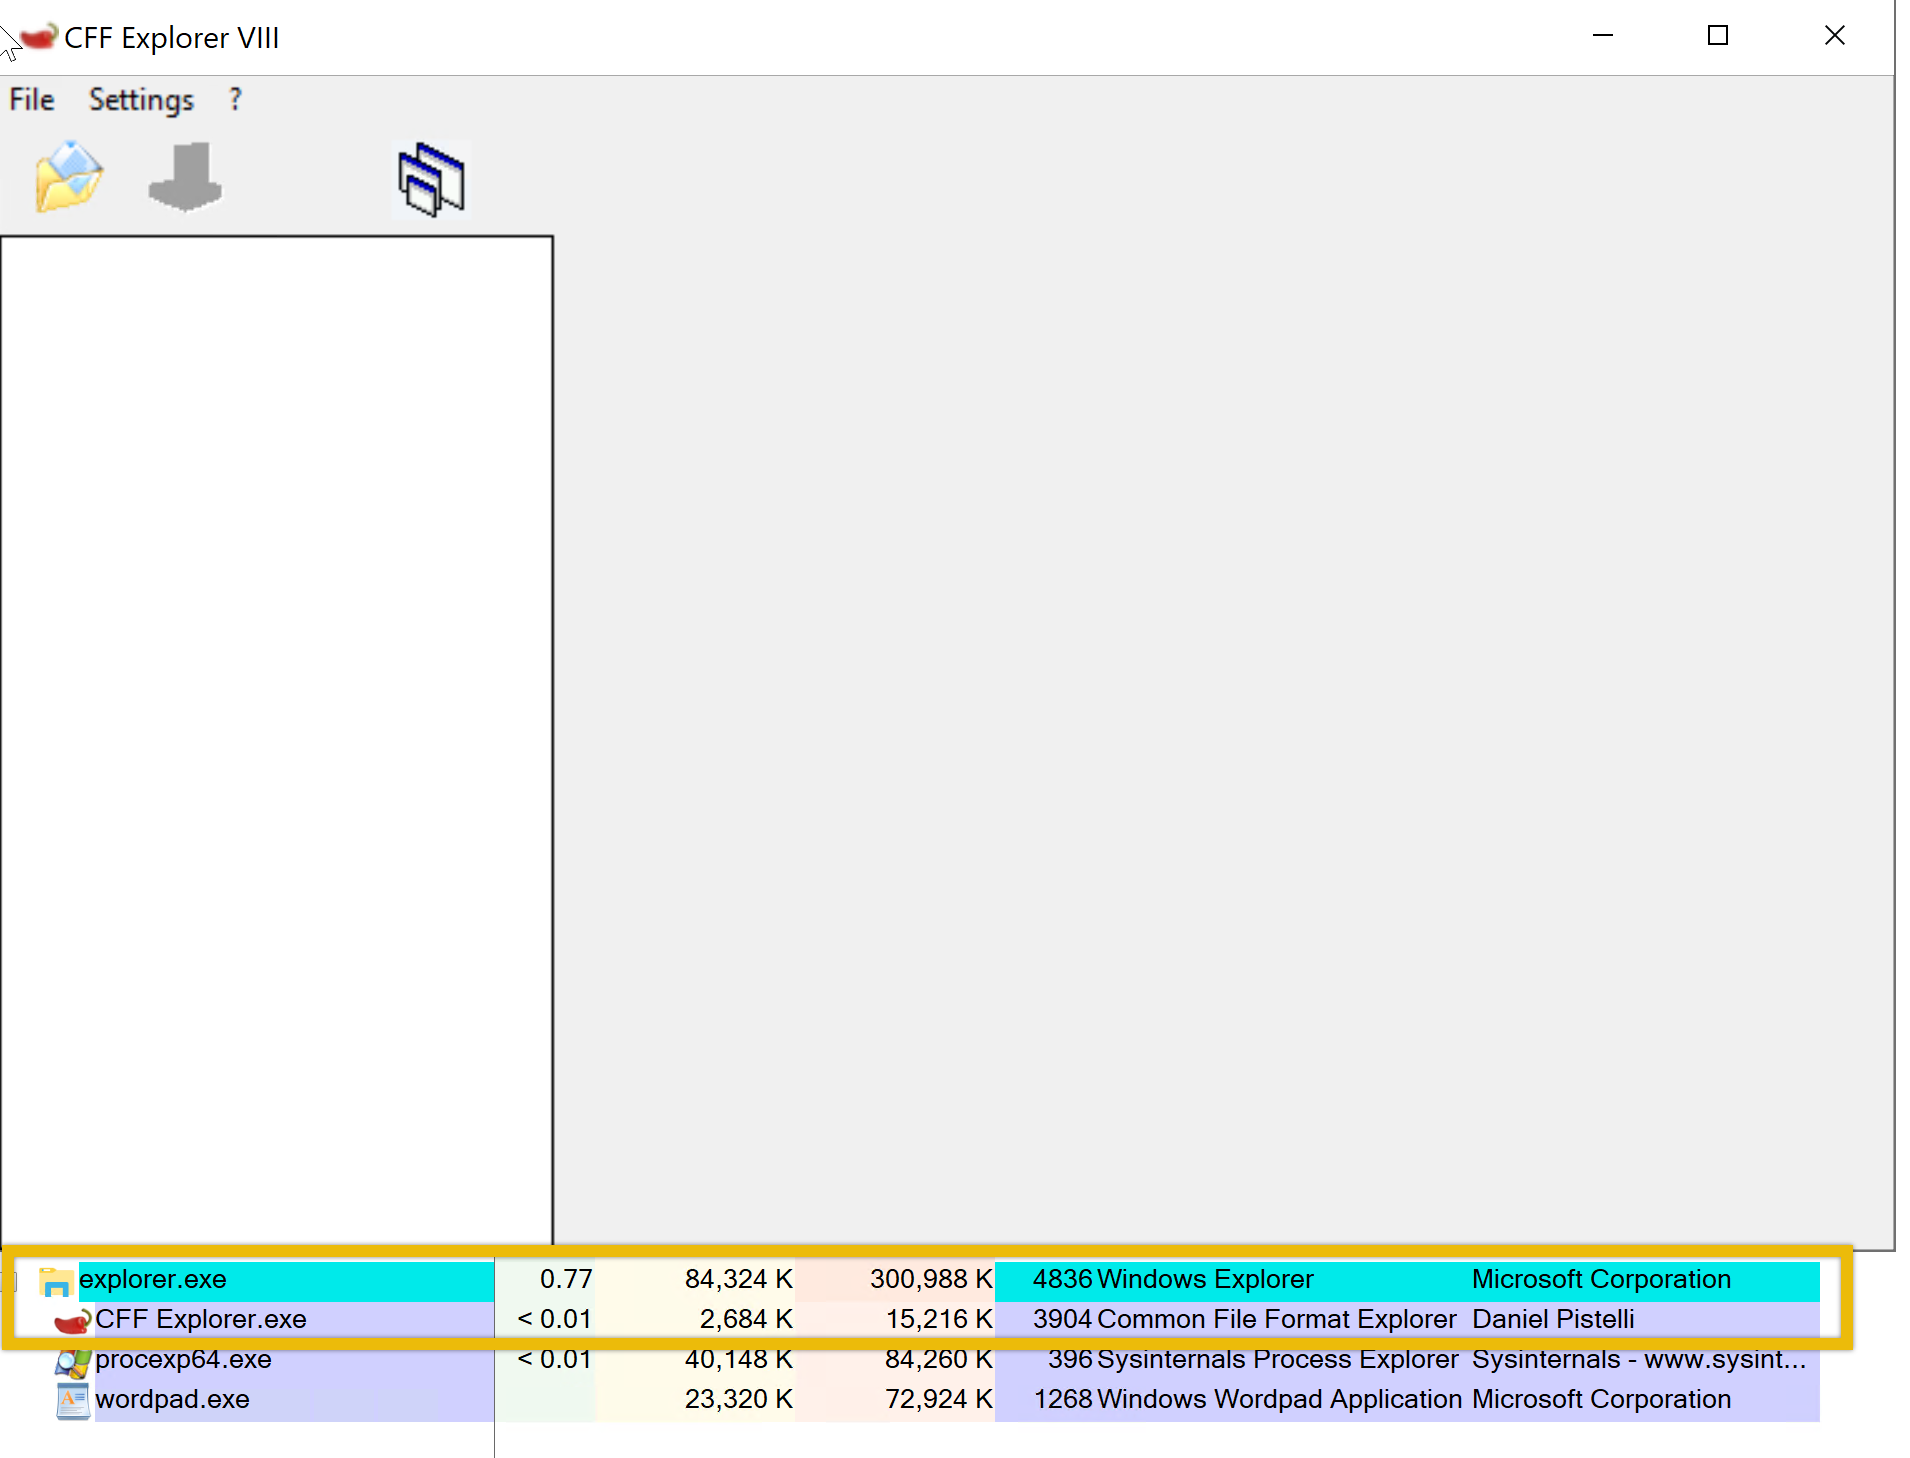 CFF Explorer VIII
File Settings ?
explorer.exe 0.77 84,324 K 300,988 K 4836 Windows Explorer Microsoft Corporation
CFF Explorer.exe < 0.01 2,684 K 15,216 K 3904 Common File Format Explorer Daniel Pistelli
procexp64.exe < 0.01 40,148 K 84,260 K 396 Sysinternals Process Explorer Sysinternals - www.sysint...
wordpad.exe 23,320 K 72,924 K 1268 Windows Wordpad Application Microsoft Corporation